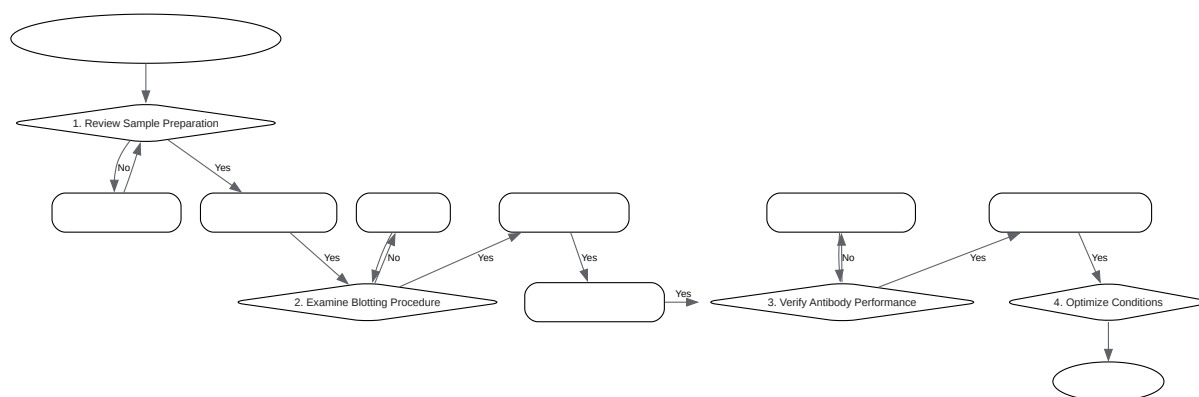 1. Review Sample Preparation
No
Yes
Yes
No
Yes
Yes
2. Examine Blotting Procedure
Yes
No
3. Verify Antibody Performance
Yes
Yes
4. Optimize Conditions